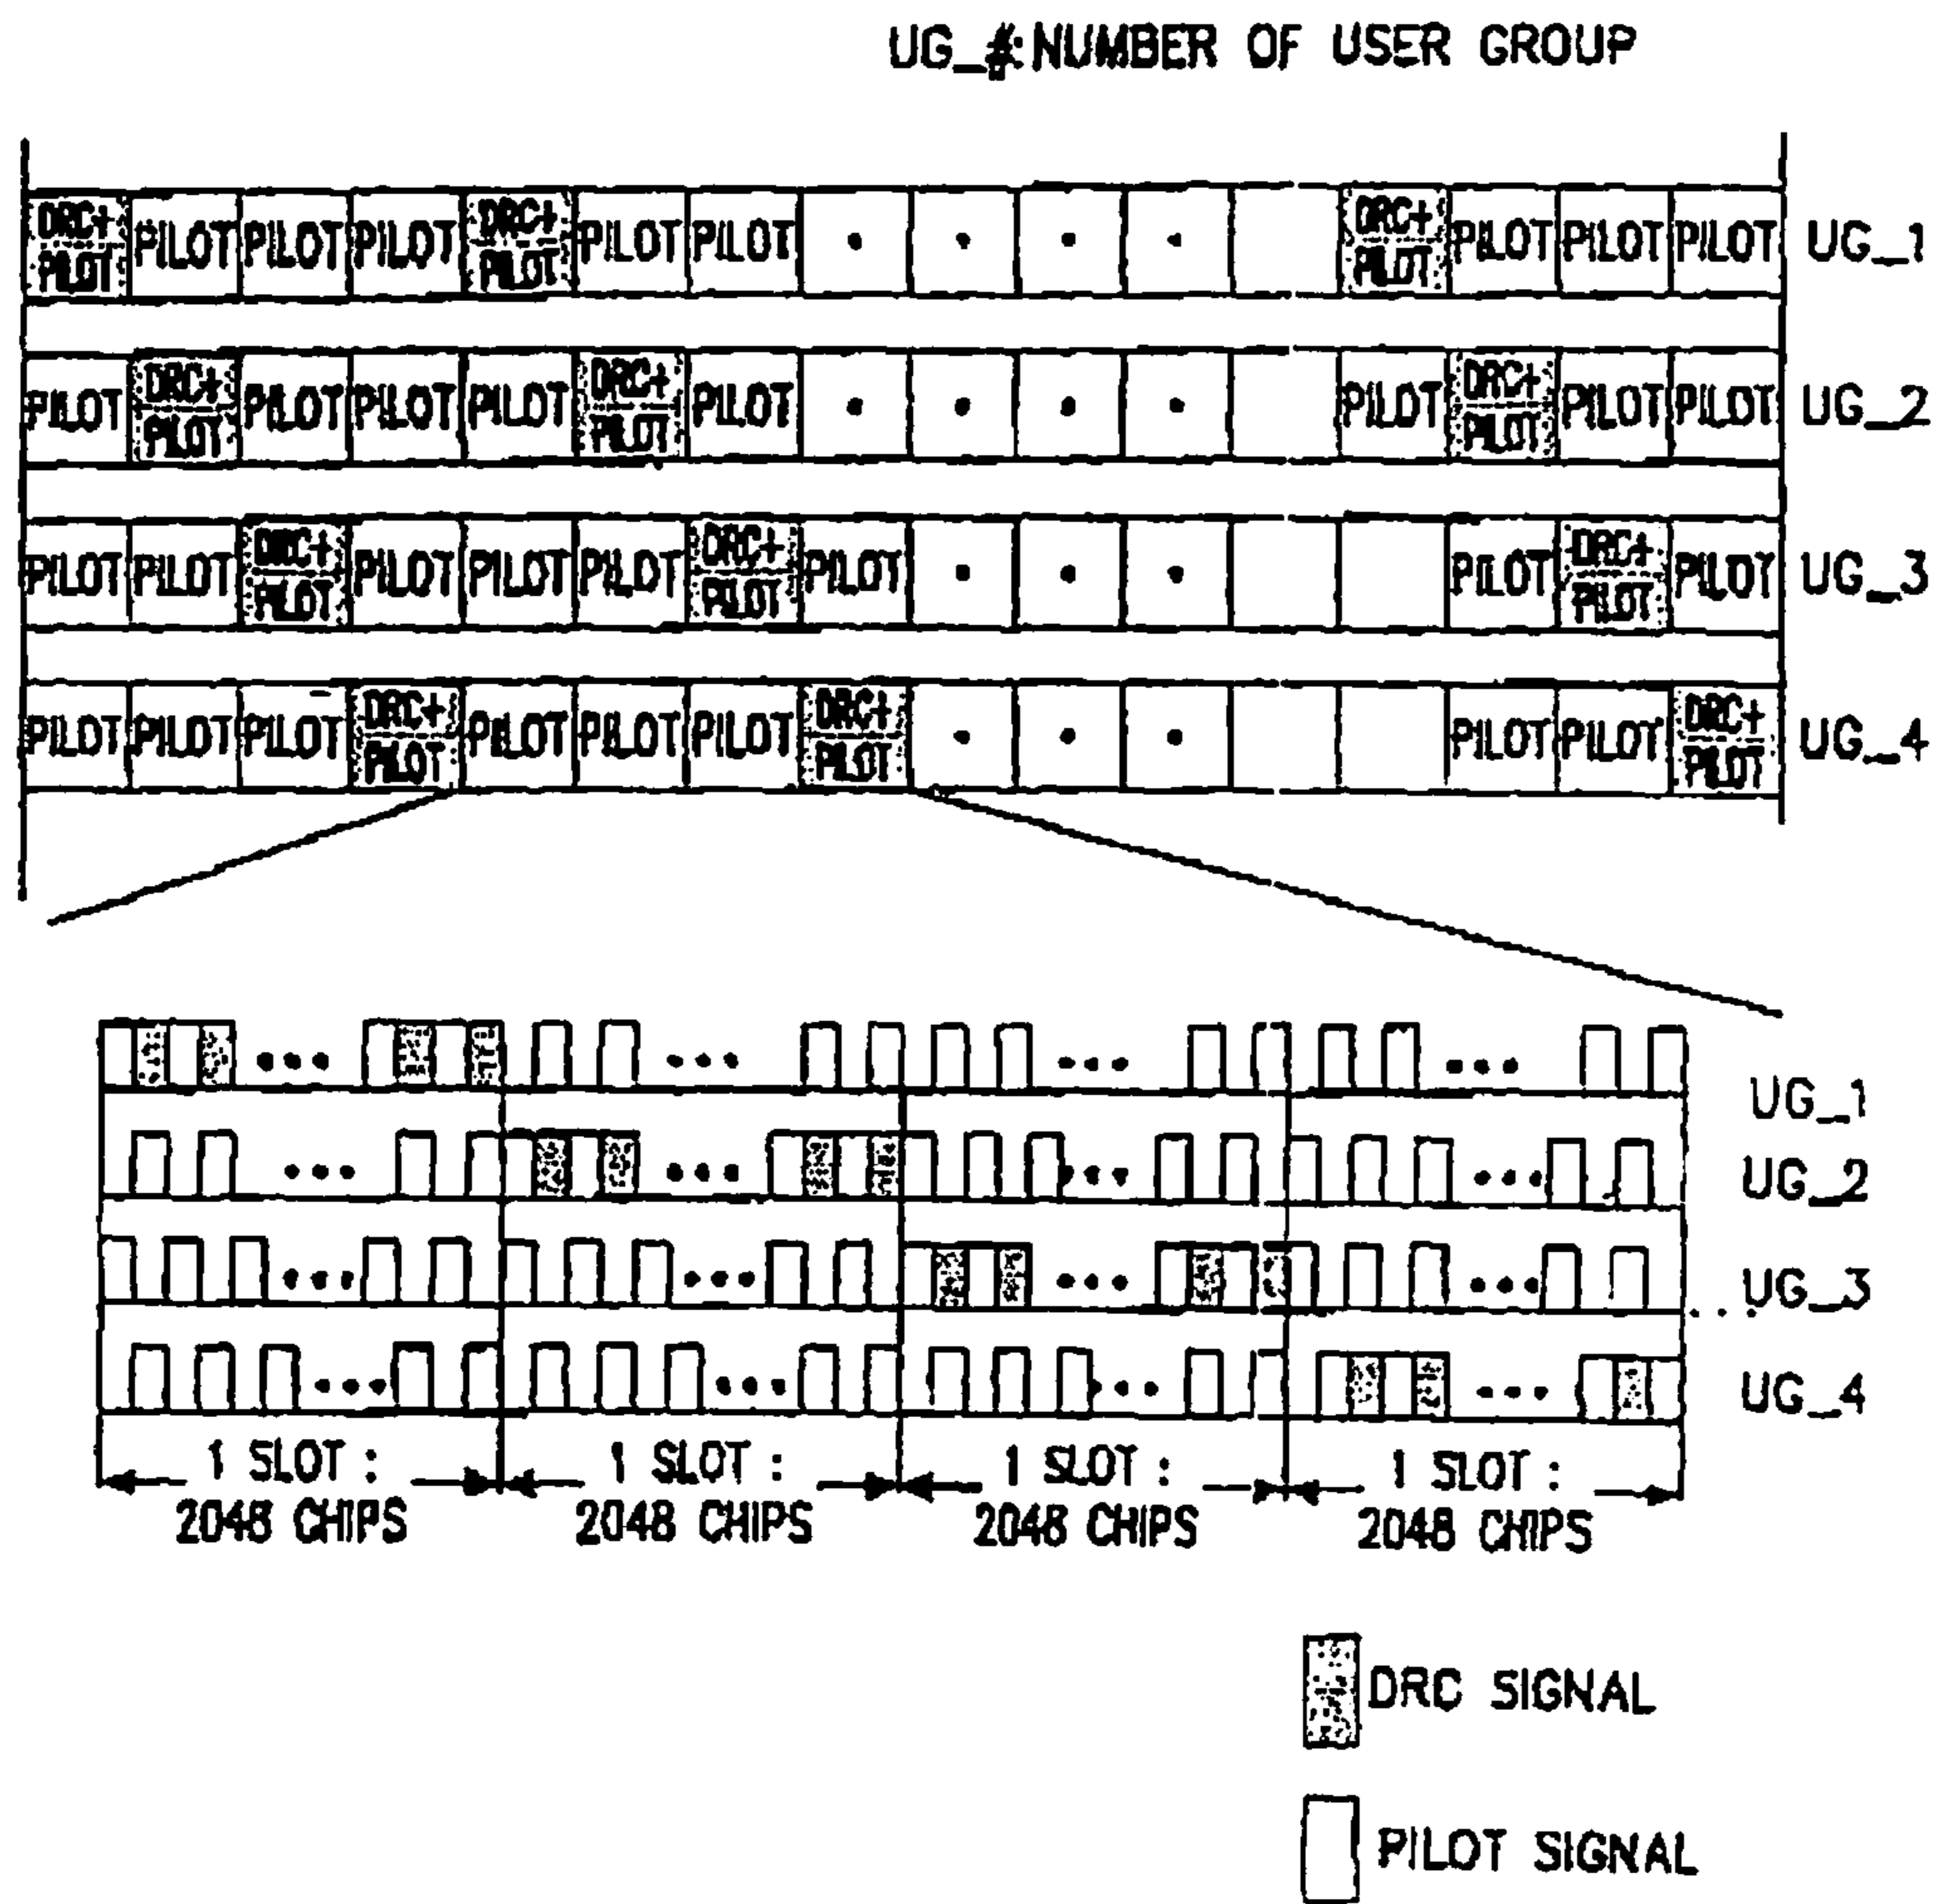 UG_#:NUMBER OF USER GROUP
DRC+ PILOT PILOT PILOT PILOT DRC+ PILOT PILOT PILOT • • • • DRC+ PILOT PILOT PILOT PILOT UG_1
PILOT DRC+ PILOT PILOT PILOT PILOT DRC+ PILOT PILOT • • • • PILOT DRC+ PILOT PILOT PILOT UG_2
PILOT PILOT DRC+ PILOT PILOT PILOT PILOT DRC+ PILOT PILOT • • • PILOT DRC+ PILOT PILOT UG_3
PILOT PILOT PILOT DRC+ PILOT PILOT PILOT PILOT DRC+ PILOT • • • PILOT PILOT DRC+ PILOT UG_4
••• ••• ••• ••• UG_1
••• ••• ••• ••• UG_2
••• ••• ••• ••• ... UG_3
••• ••• ••• ••• UG_4
1 SLOT : 1 SLOT : 1 SLOT : 1 SLOT :
2048 CHIPS 2048 CHIPS 2048 CHIPS 2048 CHIPS
DRC SIGNAL
PILOT SIGNAL